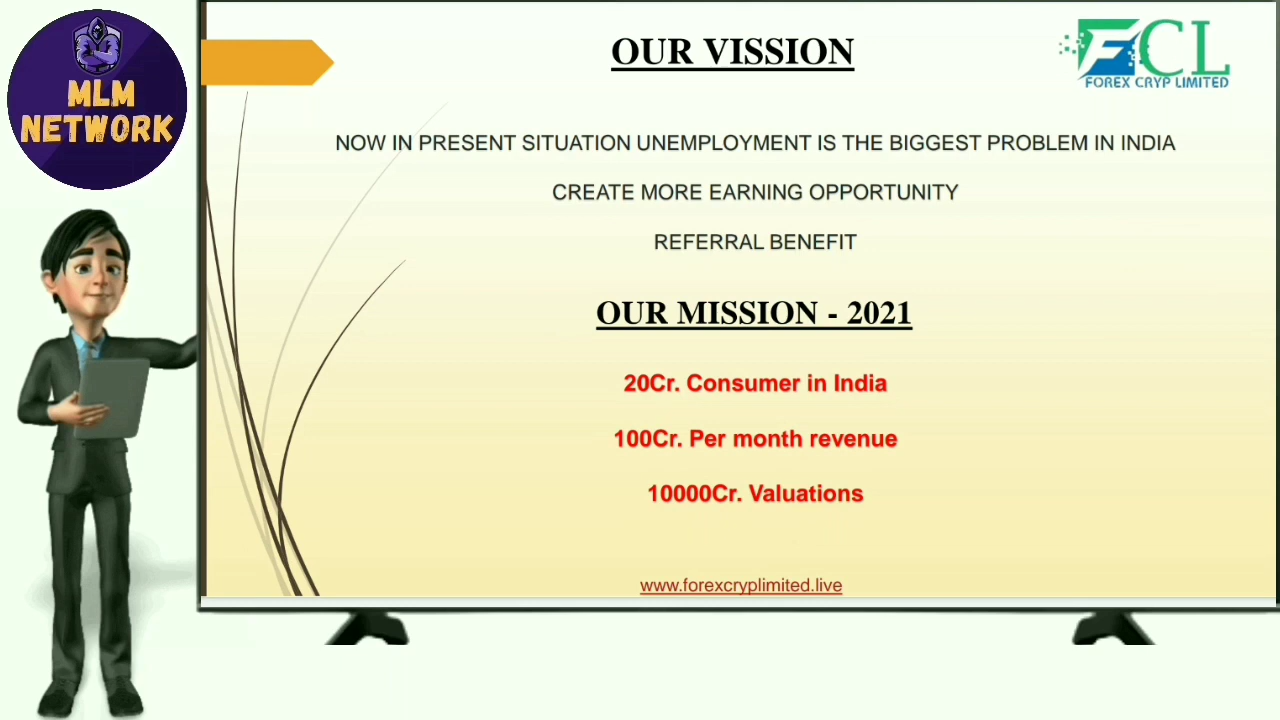 MLM
NETWORK
OUR VISSION
FCL
FOREX CRYP LIMITED
NOW IN PRESENT SITUATION UNEMPLOYMENT IS THE BIGGEST PROBLEM IN INDIA
CREATE MORE EARNING OPPORTUNITY
REFERRAL BENEFIT
OUR MISSION - 2021
20Cr. Consumer in India
100Cr. Per month revenue
10000Cr. Valuations
www.forexcryplimited.live